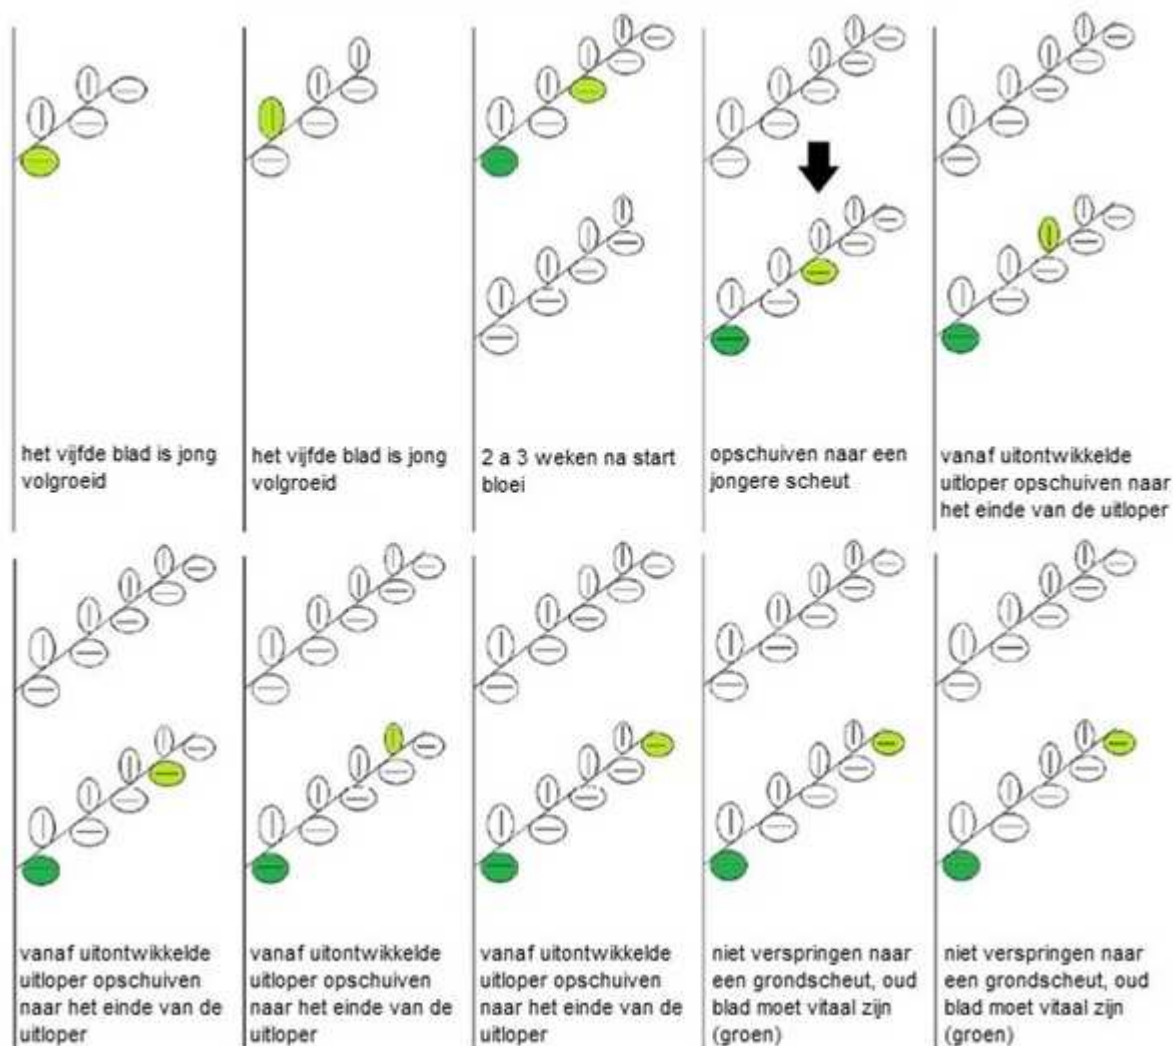 het vijfde blad is jong
volgroeid
het vijfde blad is jong
volgroeid
2 a 3 weken na start
bloei
opschuiven naar een
jongere scheut
vanaf uitontwikkelde
uitloper opschuiven naar
het einde van de uitloper
vanaf uitontwikkelde
uitloper opschuiven
naar het einde van de
uitloper
vanaf uitontwikkelde
uitloper opschuiven
naar het einde van de
uitloper
vanaf uitontwikkelde
uitloper opschuiven
naar het einde van de
uitloper
niet verspringen naar
een grondscheut, oud
blad moet vitaal zijn
(groen)
niet verspringen naar
een grondscheut, oud
blad moet vitaal zijn
(groen)